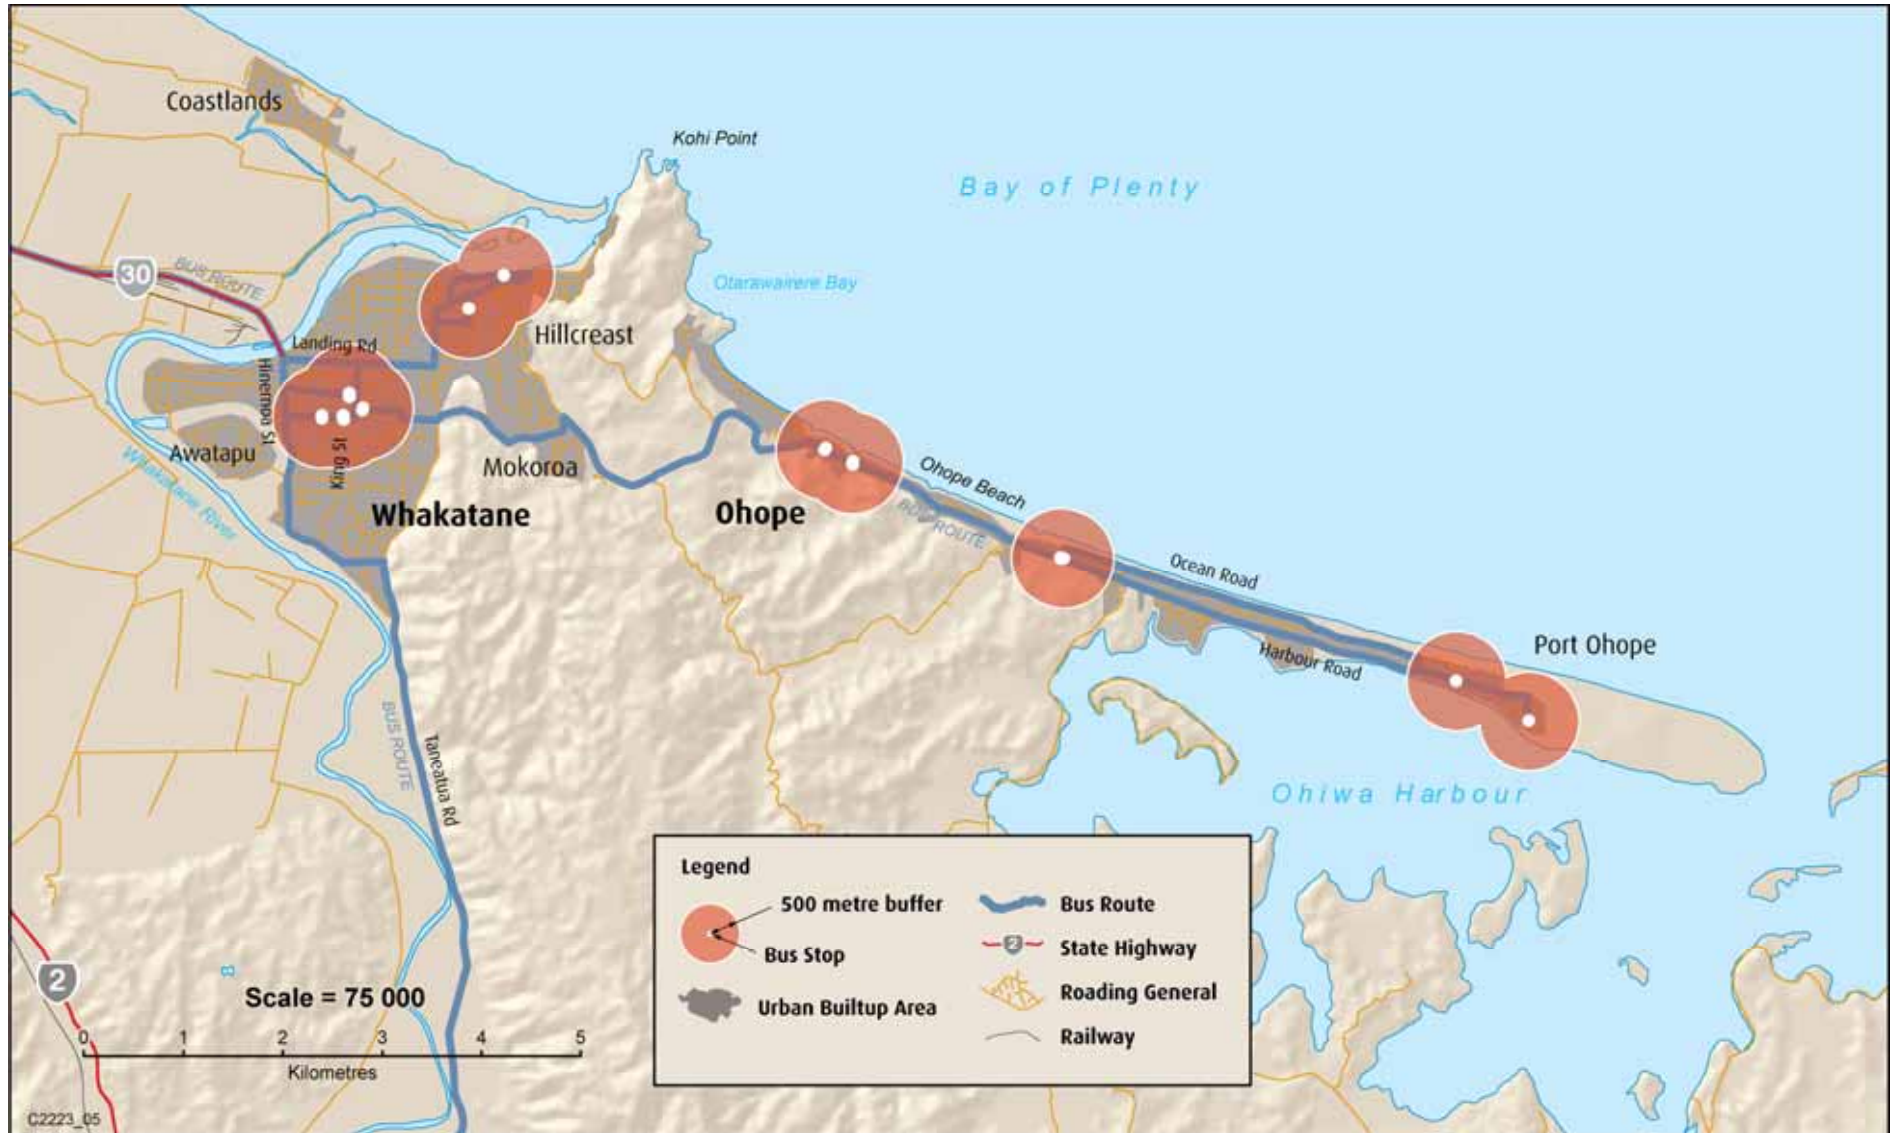 Coastlands
Kohi Point
Bay of Plenty
30
BUS ROUTE
Otarawairere Bay
Landing Rd
Hillcreast
Hinemoa St
Awatapu
King St
Mokoroa
Whakatane River
Whakatane
Ohope
Ohope Beach
BUS ROUTE
Ocean Road
Harbour Road
Port Ohope
BUS ROUTE
Taneatua Rd
Ohiwa Harbour
2
Scale = 75 000
0 1 2 3 4 5
Kilometres
C2223_05
Legend
500 metre buffer
Bus Stop
Urban Builtup Area
Bus Route
2
State Highway
Roading General
Railway